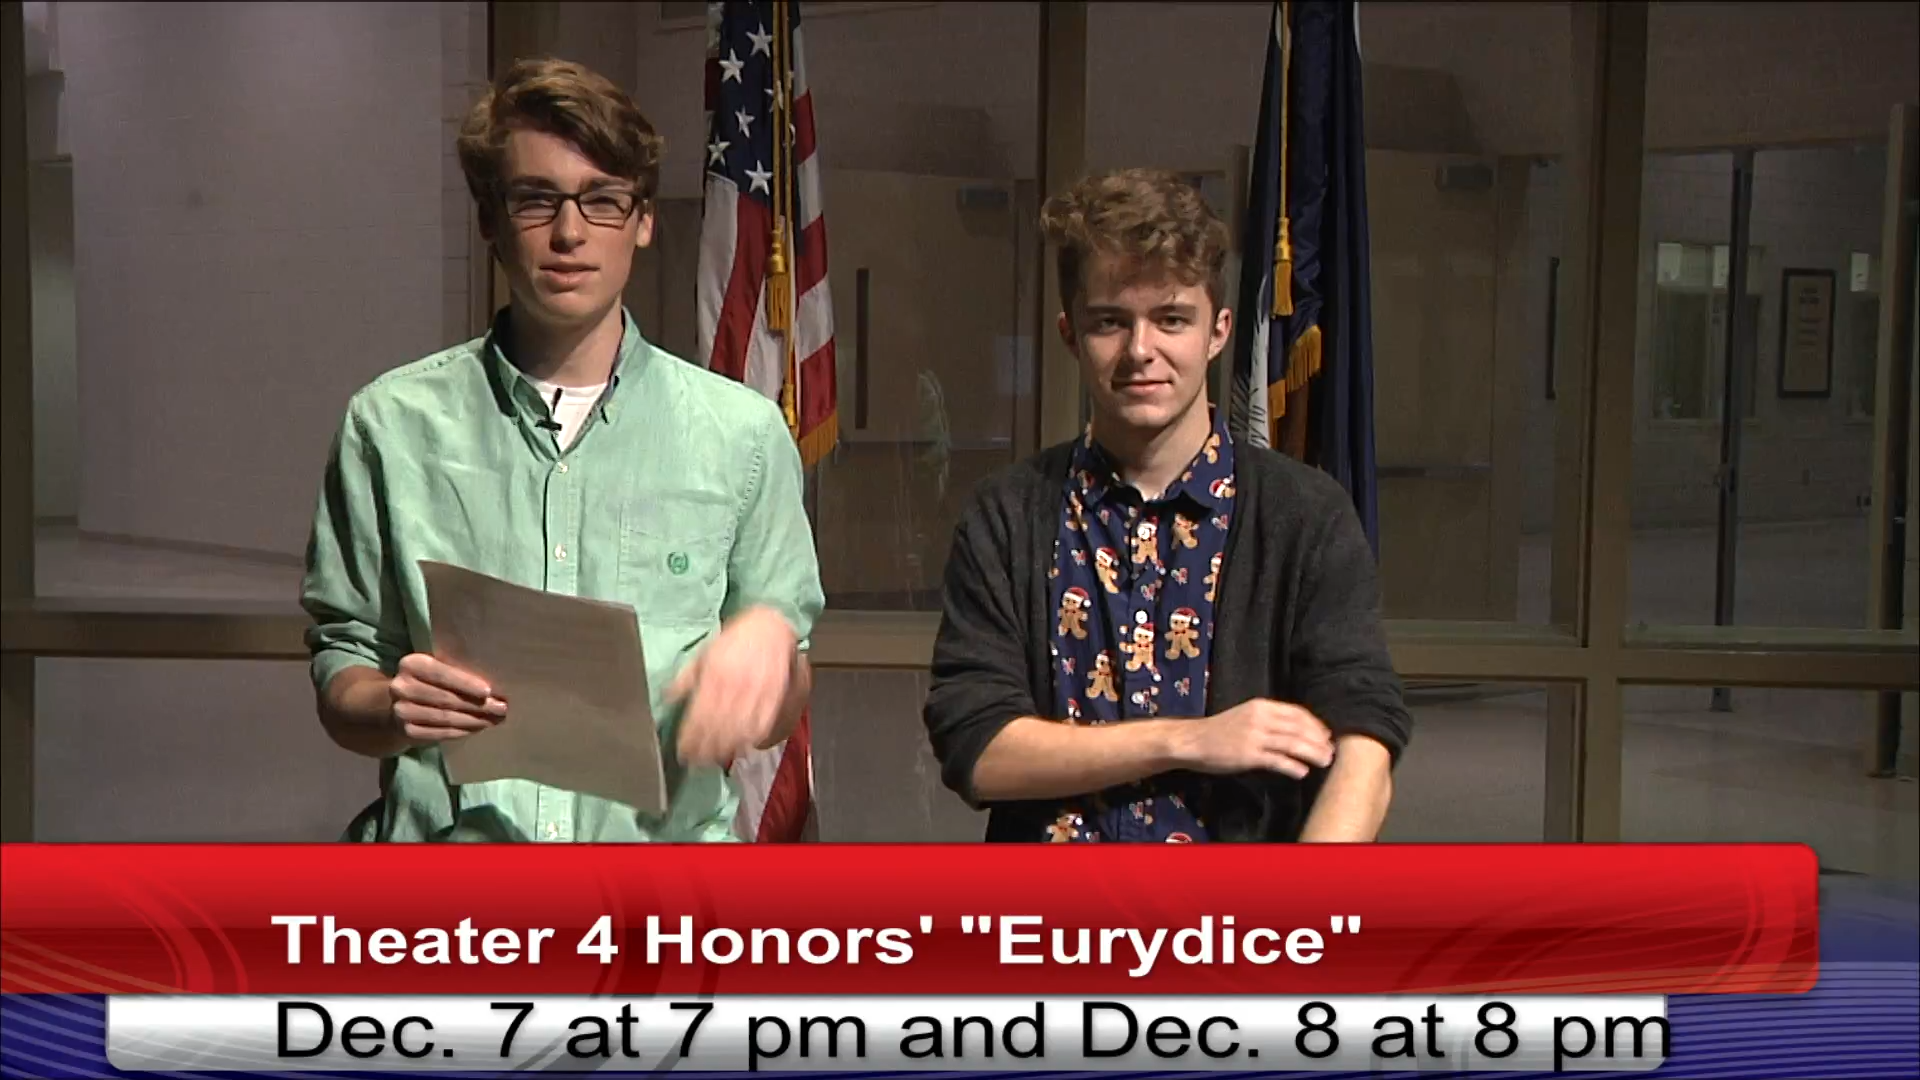 Theater 4 Honors' "Eurydice"
Dec. 7 at 7 pm and Dec. 8 at 8 pm